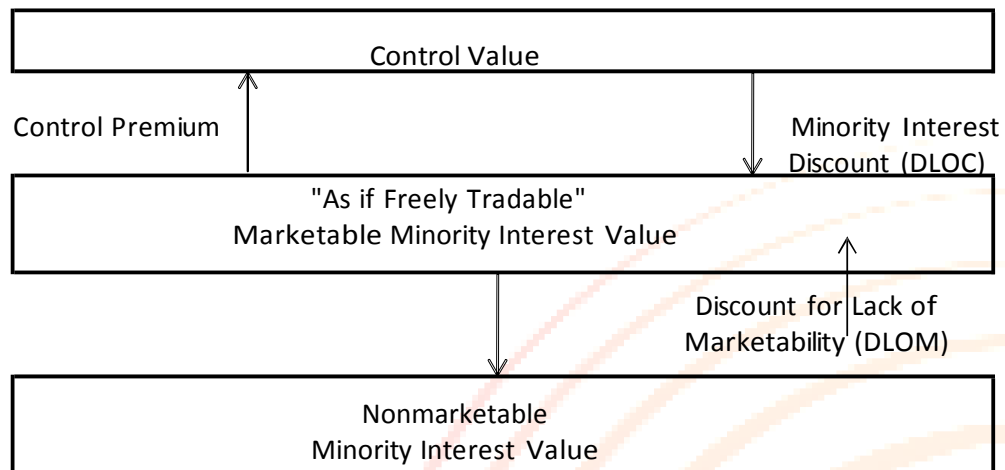 Control Value
Control Premium
Minority Interest
Discount (DLOC)
"As if Freely Tradable"
Marketable Minority Interest Value
Discount for Lack of
Marketability (DLOM)
Nonmarketable
Minority Interest Value